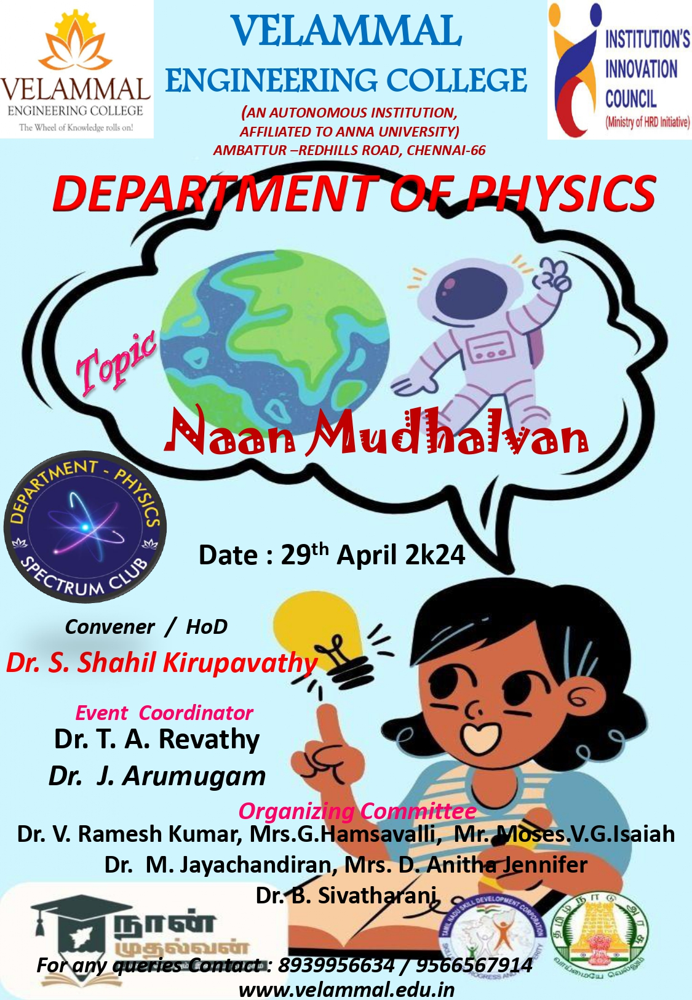 VELAMMAL
ENGINEERING COLLEGE
The Wheel of Knowledge rolls on!
VELAMMAL
ENGINEERING COLLEGE
(AN AUTONOMOUS INSTITUTION,
AFFILIATED TO ANNA UNIVERSITY)
AMBATTUR –REDHILLS ROAD, CHENNAI-66
INSTITUTION'S
INNOVATION
COUNCIL
(Ministry of HRD Initiative)
DEPARTMENT OF PHYSICS
Topic
Naan Mudhalvan
DEPARTMENT - PHYSICS
SPECTRUM CLUB
Date : 29th April 2k24
Convener / HoD
Dr. S. Shahil Kirupavathy
Event Coordinator
Dr. T. A. Revathy
Dr. J. Arumugam
Organizing Committee
Dr. V. Ramesh Kumar, Mrs.G.Hamsavalli, Mr. Moses.V.G.Isaiah
Dr. M. Jayachandiran, Mrs. D. Anitha Jennifer
Dr. B. Sivatharani
நான்
முதல்வன்
TAMIL NADU SKILL DEVELOPMENT CORPORATION
தமிழ்நாடு அரசு
வாய்மையே வெல்லும்
For any queries Contact : 8939956634 / 9566567914
www.velammal.edu.in